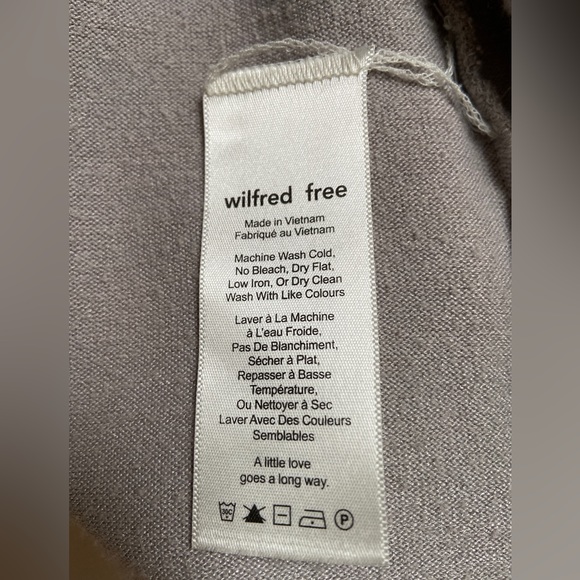 wilfred free
Made in Vietnam
Fabriqué au Vietnam
Machine Wash Cold,
No Bleach, Dry Flat,
Low Iron, Or Dry Clean
Wash With Like Colours
Laver à La Machine
à L'eau Froide,
Pas De Blanchiment,
Sécher à Plat,
Repasser à Basse
Température,
Ou Nettoyer à Sec
Laver Avec Des Couleurs
Semblables
A little love
goes a long way.
30C P